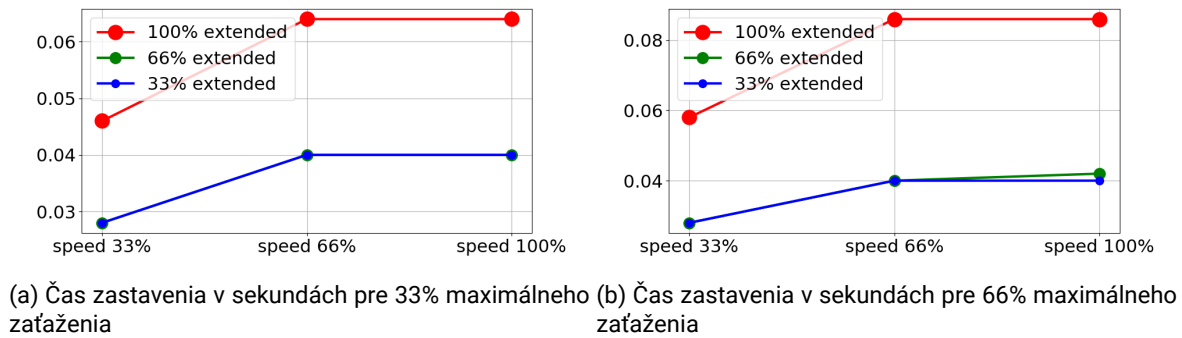 100% extended
66% extended
33% extended
0.06
0.05
0.04
0.03
speed 33%
speed 66%
speed 100%
(a) Čas zastavenia v sekundách pre 33% maximálneho
zaťaženia
100% extended
66% extended
33% extended
0.08
0.06
0.04
speed 33%
speed 66%
speed 100%
(b) Čas zastavenia v sekundách pre 66% maximálneho
zaťaženia